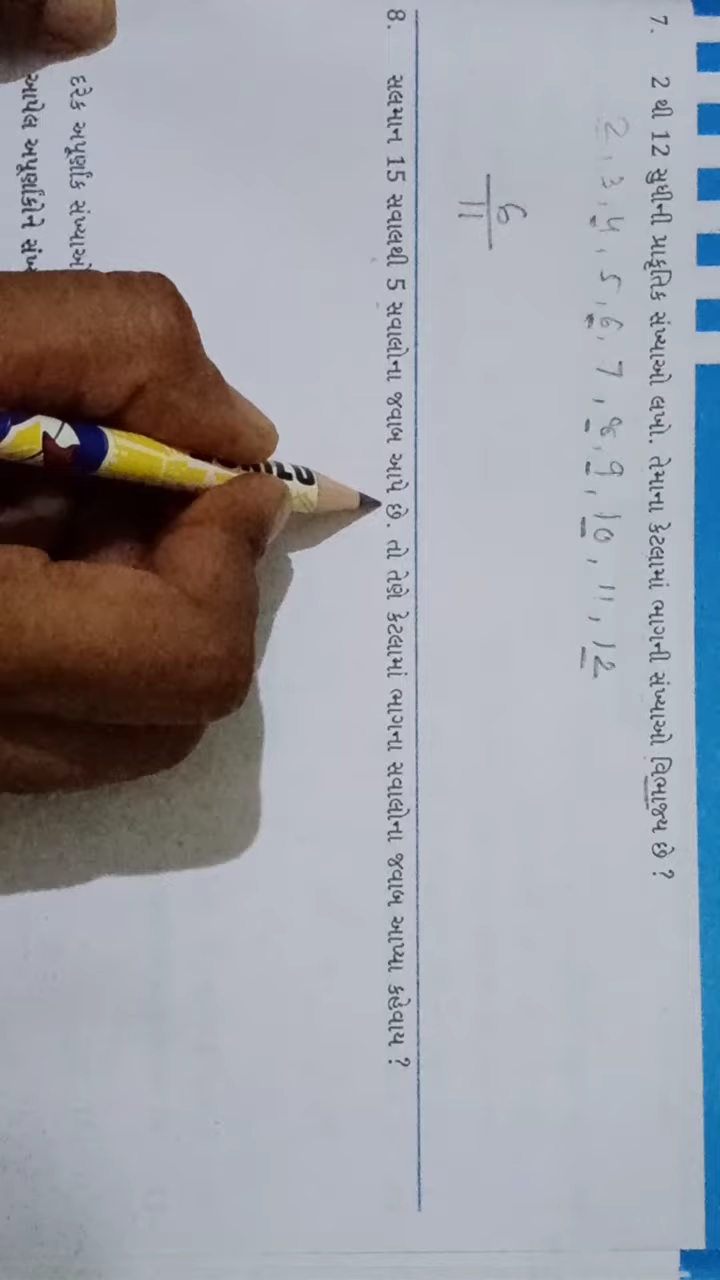 7. 2 થી 12 સુધીની પ્રાકૃતિક સંખ્યાઓ લખો. તેમાના કેટલામાં ભાગની સંખ્યાઓ વિભાજ્ય છે ?
2, 3, 4, 5, 6, 7, 8, 9, 10, 11, 12
6
11
8. સલમાન 15 સવાલથી 5 સવાલોના જવાબ આપે છે. તો તેણે કેટલામાં ભાગના સવાલોના જવાબ આપ્યા કહેવાય ?
દરેક અપૂર્ણાંક
આપેલ અપૂર્ણાંકોને